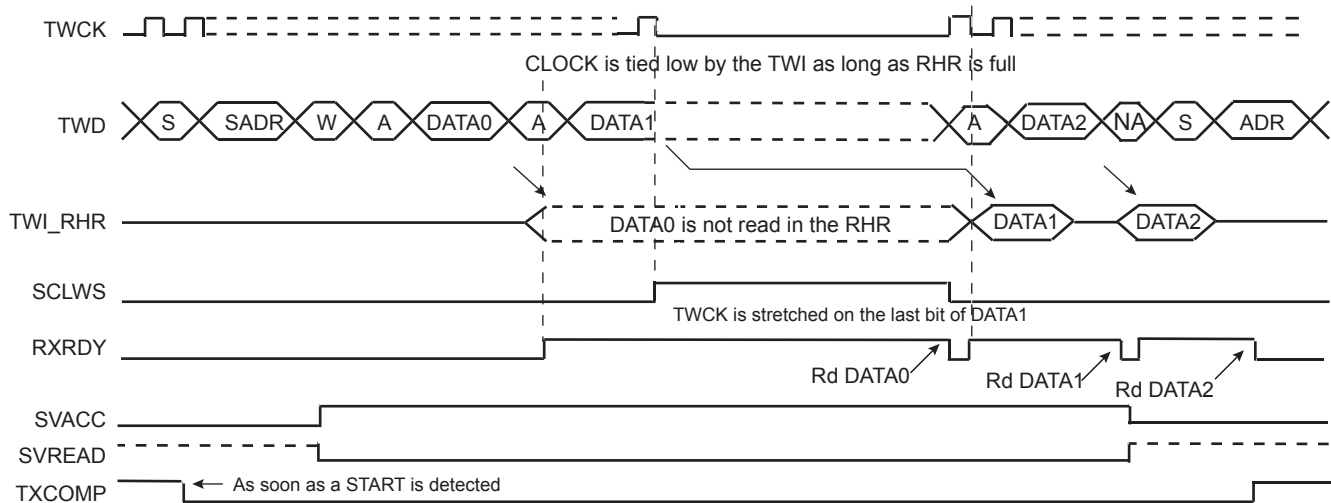 TWCK
CLOCK is tied low by the TWI as long as RHR is full
TWD S SADR W A DATA0 A DATA1 A DATA2 NA S ADR
TWI_RHR DATA0 is not read in the RHR DATA1 DATA2
SCLWS
TWCK is stretched on the last bit of DATA1
RXRDY
Rd DATA0 Rd DATA1 Rd DATA2
SVACC
SVREAD
TXCOMP As soon as a START is detected